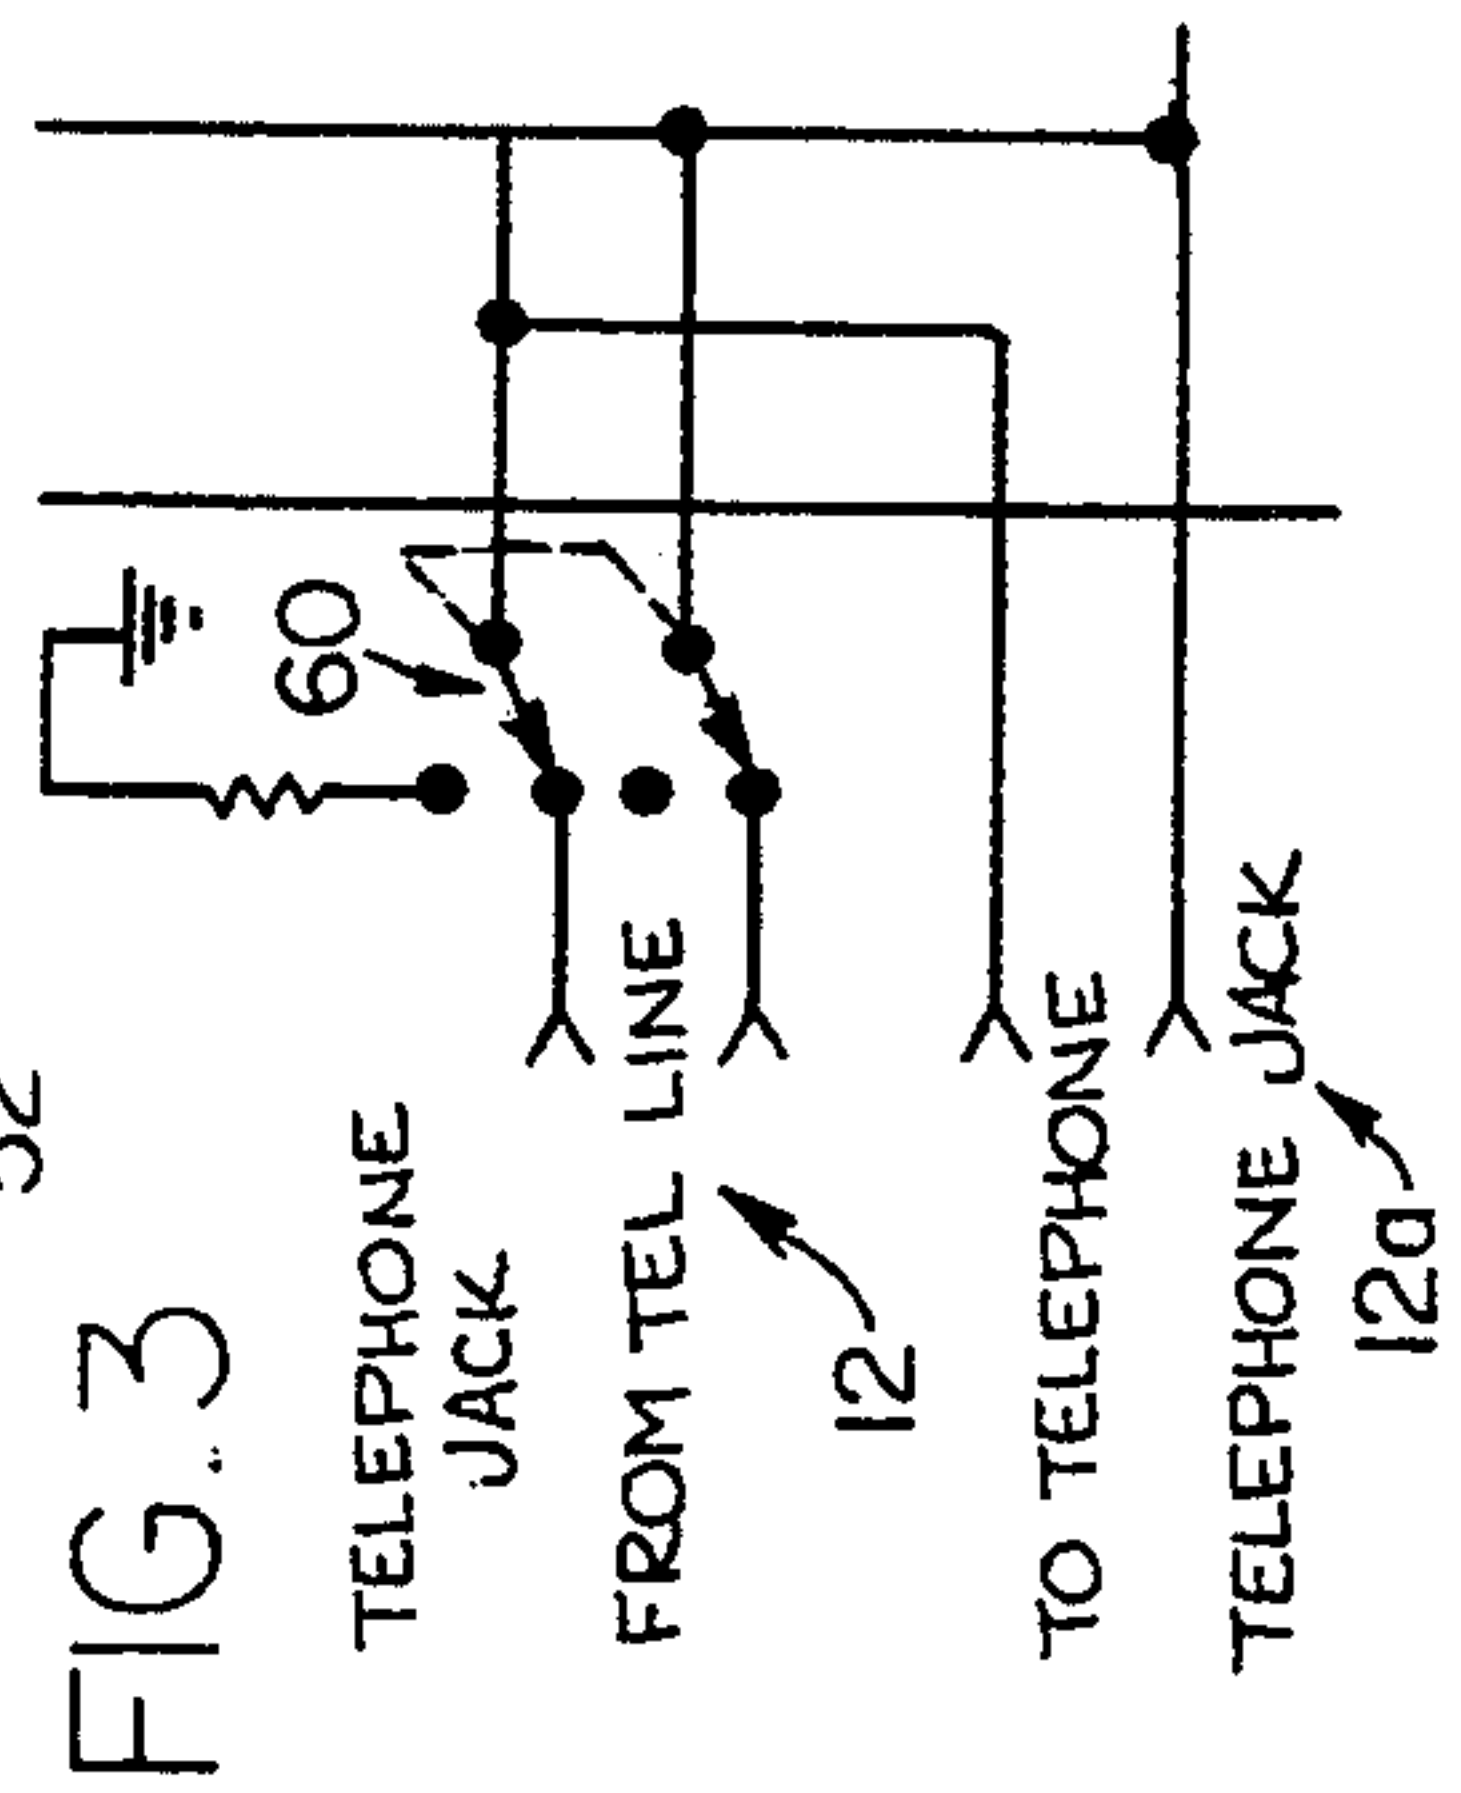 FIG. 3
TELEPHONE
JACK
60
FROM TEL LINE
12
TO TELEPHONE
TELEPHONE JACK
12a